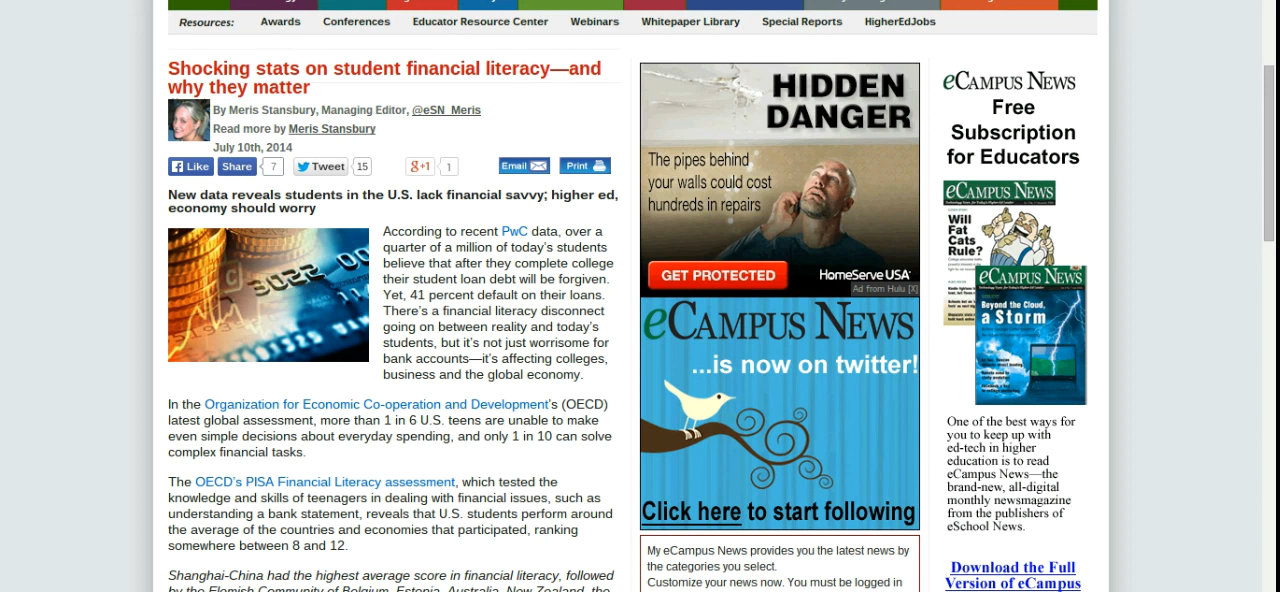 Resources: Awards Conferences Educator Resource Center Webinars Whitepaper Library Special Reports HigherEdJobs
Shocking stats on student financial literacy—and
why they matter
By Meris Stansbury, Managing Editor, @eSN_Meris
Read more by Meris Stansbury
July 10th, 2014
Like Share 7 Tweet 15 g+1 1 Email Print
New data reveals students in the U.S. lack financial savvy; higher ed,
economy should worry
According to recent PwC data, over a
quarter of a million of today’s students
believe that after they complete college
their student loan debt will be forgiven.
Yet, 41 percent default on their loans.
There’s a financial literacy disconnect
going on between reality and today’s
students, but it’s not just worrisome for
bank accounts—it’s affecting colleges,
business and the global economy.
In the Organization for Economic Co-operation and Development’s (OECD)
latest global assessment, more than 1 in 6 U.S. teens are unable to make
even simple decisions about everyday spending, and only 1 in 10 can solve
complex financial tasks.
The OECD’s PISA Financial Literacy assessment, which tested the
knowledge and skills of teenagers in dealing with financial issues, such as
understanding a bank statement, reveals that U.S. students perform around
the average of the countries and economies that participated, ranking
somewhere between 8 and 12.
Shanghai-China had the highest average score in financial literacy, followed
by the Flemish Community of Belgium, Estonia, Australia, New Zealand, the
HIDDEN
DANGER
The pipes behind
your walls could cost
hundreds in repairs
GET PROTECTED
HomeServe USA
Ad from Hulu [X]
eCAMPUS NEWS
...is now on twitter!
Click here to start following
My eCampus News provides you the latest news by
the categories you select.
Customize your news now. You must be logged in
eCAMPUS NEWS
Free
Subscription
for Educators
eCAMPUS NEWS
Will
Fat
Cats
Rule?
eCAMPUS NEWS
Beyond the Cloud,
a Storm
One of the best ways for
you to keep up with
ed-tech in higher
education is to read
eCampus News—the
brand-new, all-digital
monthly newsmagazine
from the publishers of
eSchool News.
Download the Full
Version of eCampus